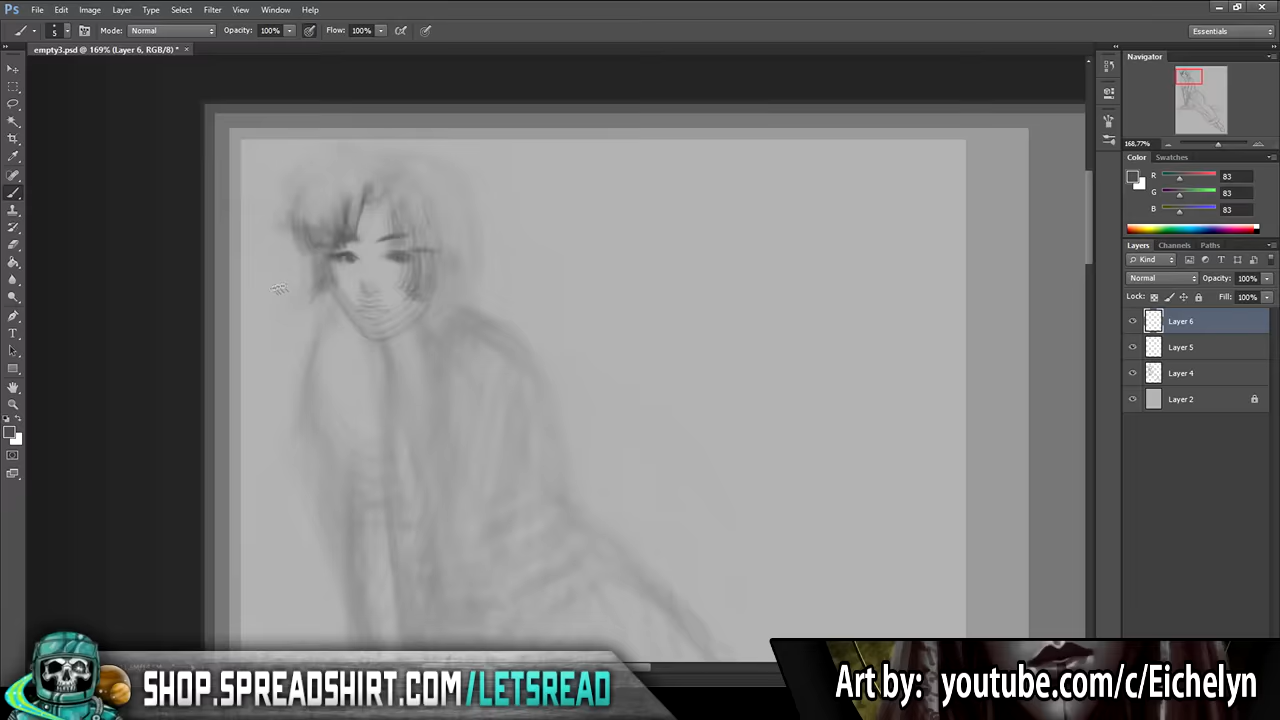 Ps File Edit Image Layer Type Select Filter View Window Help
5 Mode: Normal Opacity: 100% Flow: 100% Essentials
empty3.psd @ 169% (Layer 6, RGB/8) * ×
Navigator
168,77%
Color Swatches
R 83
G 83
B 83
Layers Channels Paths
Kind
Normal Opacity: 100%
Lock: Fill: 100%
Layer 6
Layer 5
Layer 4
Layer 2
SHOP.SPREADSHIRT.COM/LETSREAD
Art by: youtube.com/c/Eichelyn